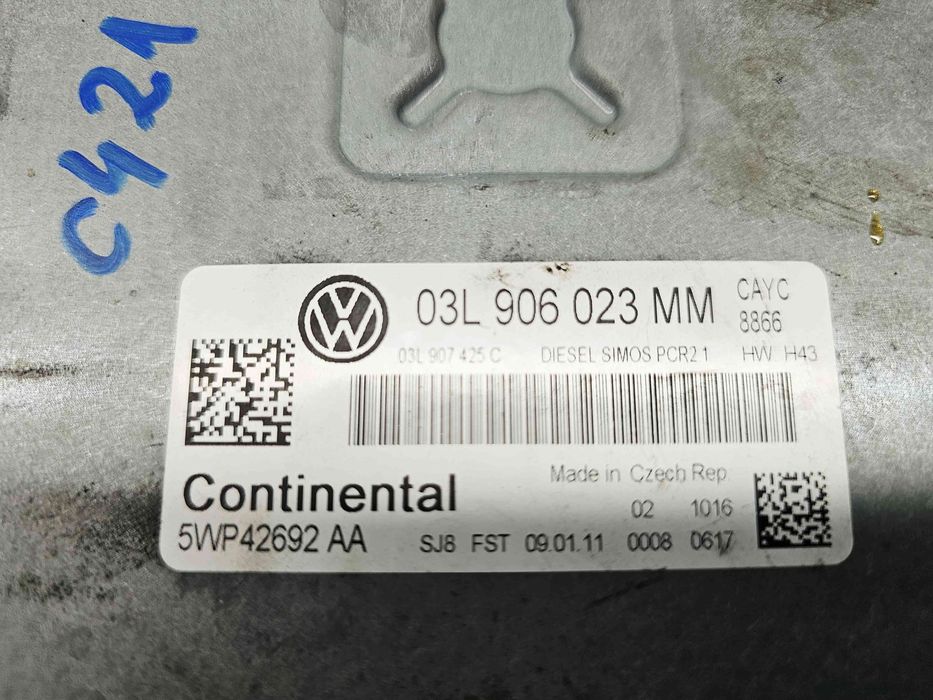 C421
03L 906 023 MM CAYC
8866
03L 907 425 C DIESEL SIMOS PCR2 1 HW H43
Continental
Made in Czech Rep
02 1016
5WP42692 AA SJ8 FST 09.01.11 0008 0617